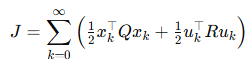 J = \sum_{k=0}^{\infty} \left( \frac{1}{2} x_k^\top Q x_k + \frac{1}{2} u_k^\top R u_k \right)